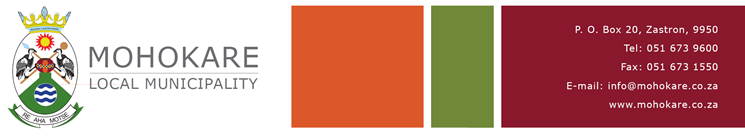 MOHOKARE
LOCAL MUNICIPALITY
RE AHA MOTSE
P. O. Box 20, Zastron, 9950
Tel: 051 673 9600
Fax: 051 673 1550
E-mail: info@mohokare.co.za
www.mohokare.co.za